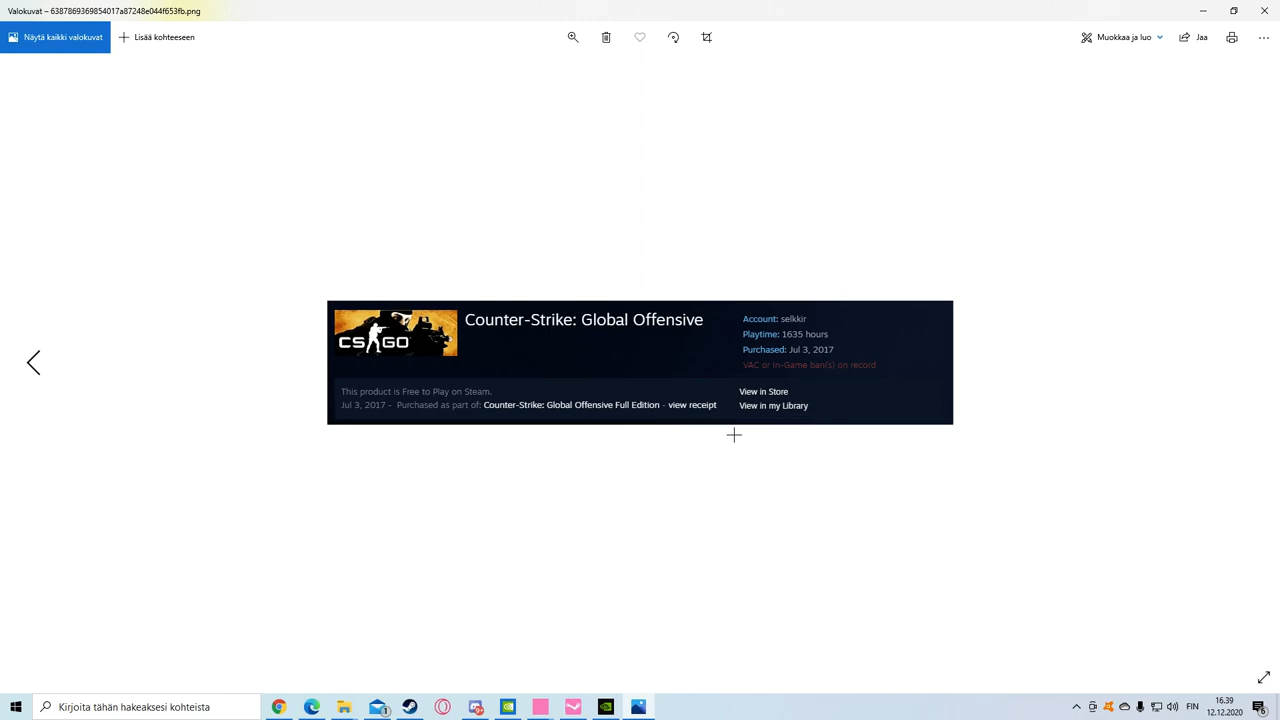 Valokuvat – 6387869369854017a87248e044f653fb.png
Näytä kaikki valokuvat
Lisää kohteeseen
Muokkaa ja luo
Jaa
CS GO
Counter-Strike: Global Offensive
Account: selkkir
Playtime: 1635 hours
Purchased: Jul 3, 2017
VAC or In-Game ban(s) on record
This product is Free to Play on Steam.
Jul 3, 2017 - Purchased as part of: Counter-Strike: Global Offensive Full Edition - view receipt
View in Store
View in my Library
Kirjoita tähän hakeaksesi kohteista
1
FIN
16.39
12.12.2020
6